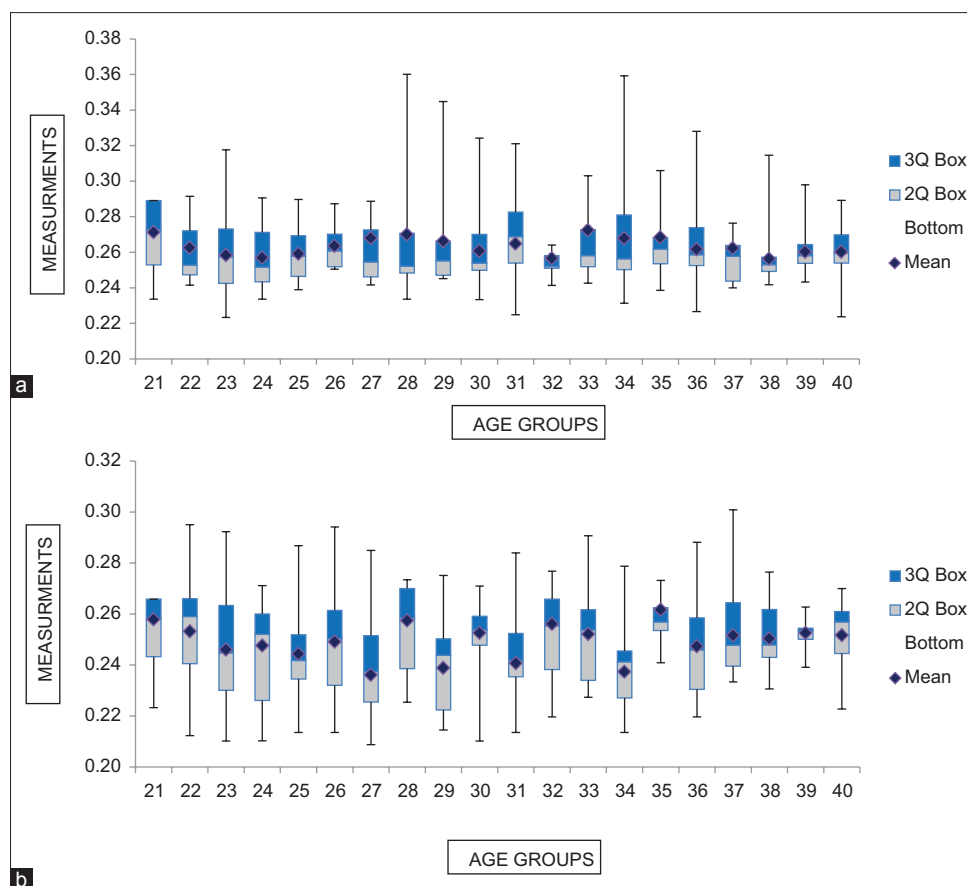 0.38
0.36
0.34
0.32
0.30
0.28
0.26
0.24
0.22
0.20
MEASURMENTS
21 22 23 24 25 26 27 28 29 30 31 32 33 34 35 36 37 38 39 40
AGE GROUPS
3Q Box
2Q Box
Bottom
Mean
a
0.32
0.30
0.28
0.26
0.24
0.22
0.20
MEASURMENTS
21 22 23 24 25 26 27 28 29 30 31 32 33 34 35 36 37 38 39 40
AGE GROUPS
3Q Box
2Q Box
Bottom
Mean
b